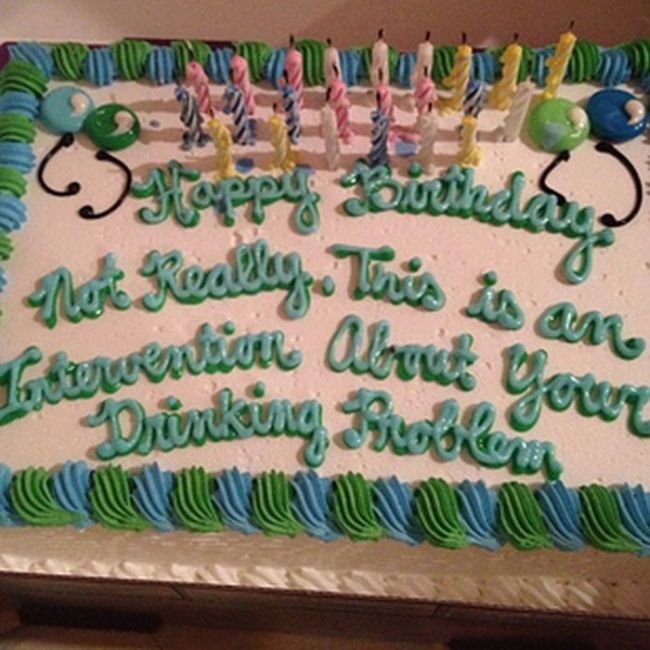 Happy Birthday
Not Really. This is an
Intervention About Your
Drinking Problem